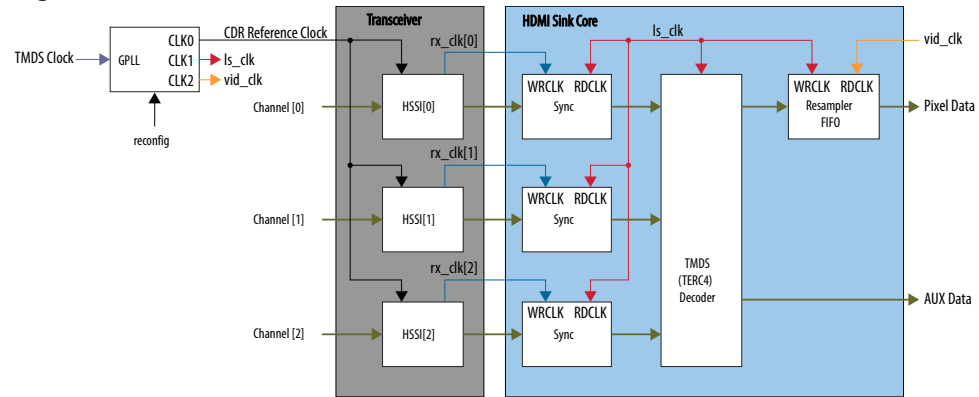 Transceiver
HDMI Sink Core
CLK0
CDR Reference Clock
rx_clk[0]
ls_clk
vid_clk
TMDS Clock
GPLL
CLK1
ls_clk
CLK2
vid_clk
WRCLK RDCLK
Sync
WRCLK RDCLK
Resampler
FIFO
Channel [0]
HSSI[0]
Pixel Data
reconfig
rx_clk[1]
WRCLK RDCLK
Channel [1]
HSSI[1]
Sync
TMDS
(TERC4)
Decoder
rx_clk[2]
AUX Data
WRCLK RDCLK
Channel [2]
HSSI[2]
Sync